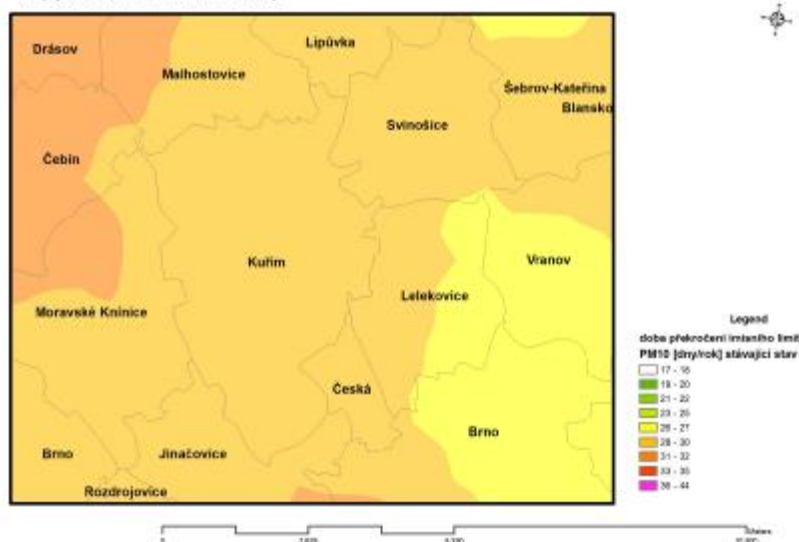 Drásov
Lipůvka
Malhostovice
Šebrov-Kateřina
Blansko
Svinošice
Čebín
Kuřim
Vranov
Lelekovice
Moravské Knínice
Česká
Brno
Brno
Jinačovice
Rozdrojovice
Legend
doba překročení imisního limit
PM10 [dny/rok] stávající stav
17 - 18
19 - 20
21 - 22
23 - 25
26 - 27
28 - 30
31 - 32
33 - 35
36 - 44
Meters
0